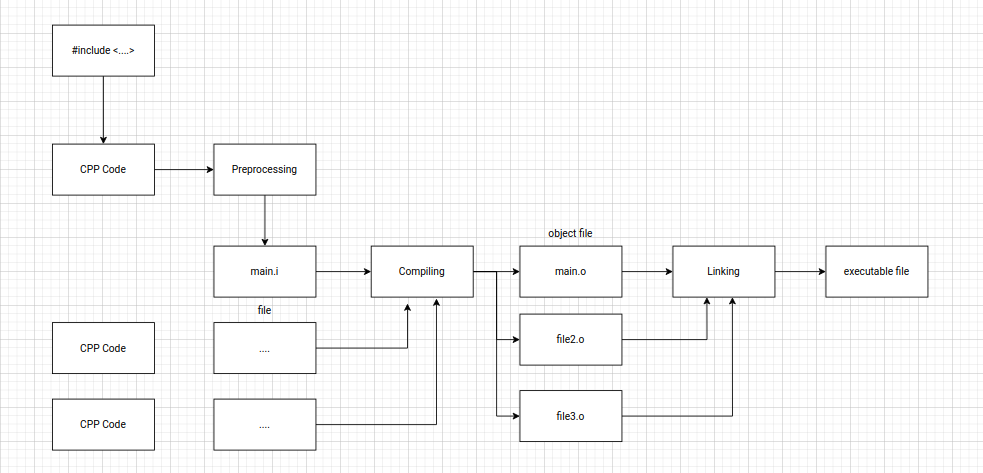 #include <....>
CPP Code
Preprocessing
object file
main.i
Compiling
main.o
Linking
executable file
file
file2.o
CPP Code
....
file3.o
CPP Code
....